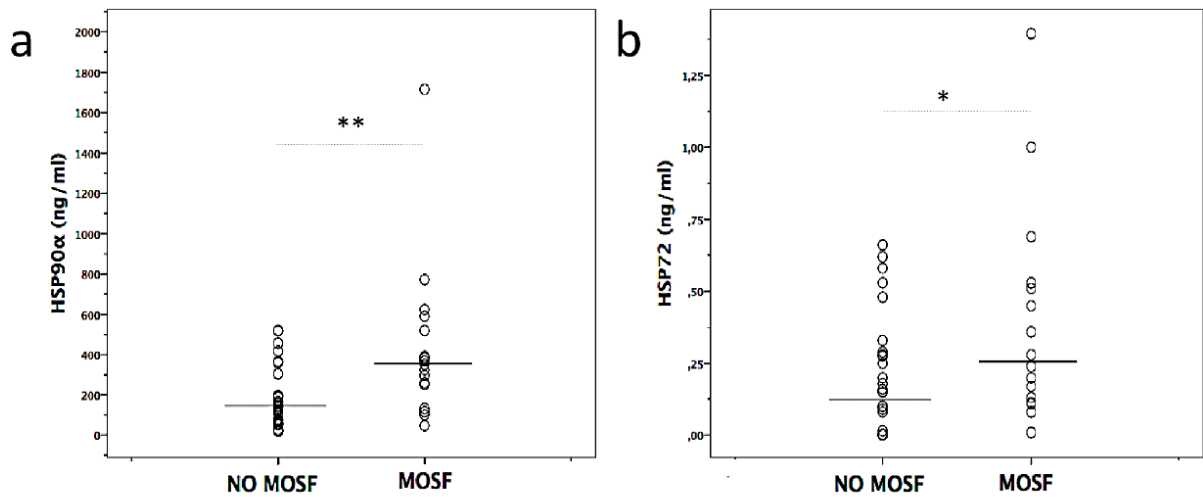 a
HSP90α (ng/ml)
2000
1800
1600
1400
1200
1000
800
600
400
200
0
**
NO MOSF
MOSF
b
HSP72 (ng/ml)
1,25
1,00
,75
,50
,25
,00
*
NO MOSF
MOSF